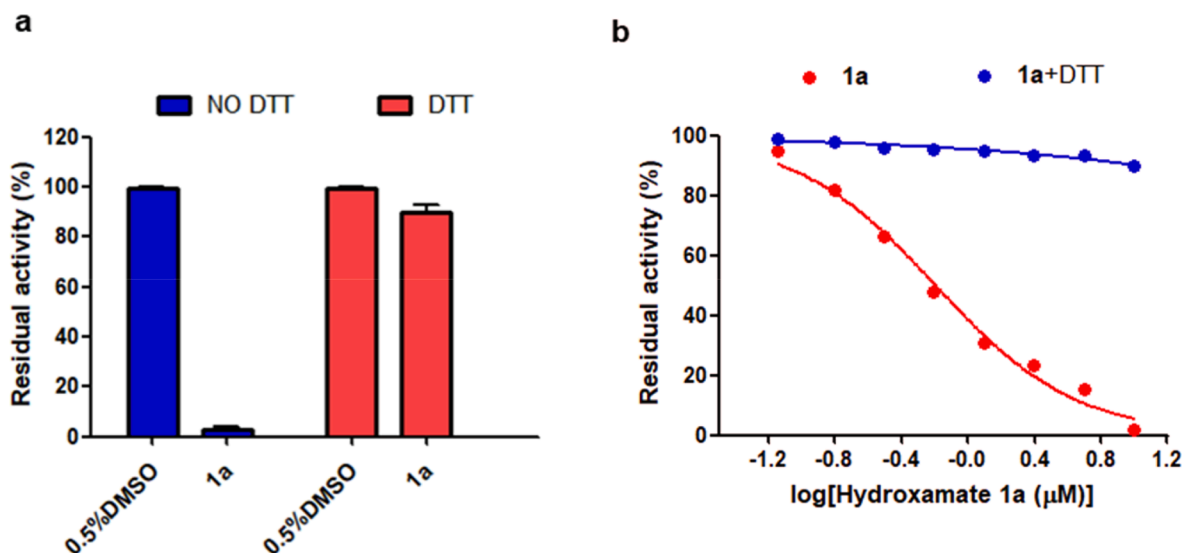 a
NO DTT
DTT
Residual activity (%)
120
100
80
60
40
20
0
0.5%DMSO
1a
0.5%DMSO
1a
b
1a
1a+DTT
Residual activity (%)
100
80
60
40
20
0
-1.2 -0.8 -0.4 -0.0 0.4 0.8 1.2
log[Hydroxamate 1a (μM)]